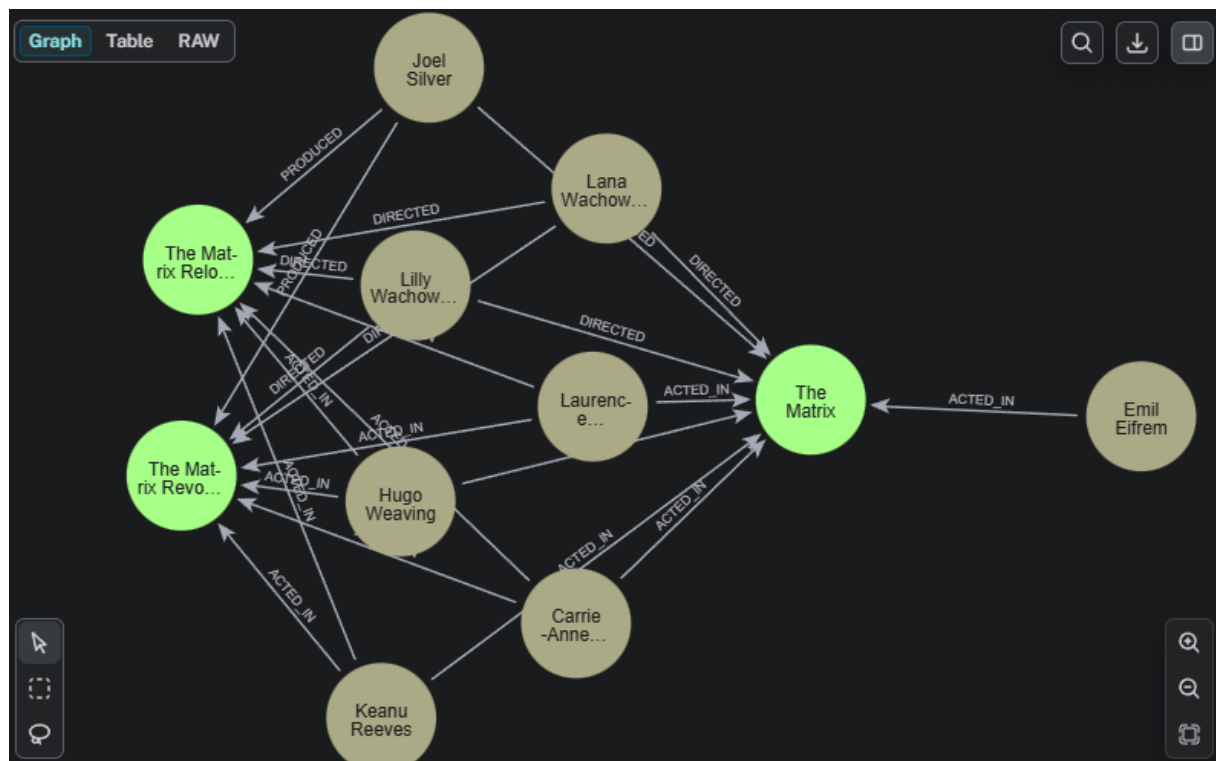 Graph Table RAW
Joel
Silver
PRODUCED
Lana
Wachow...
DIRECTED
PRODUCED
DIRECTED
DIRECTED
The Mat-
rix Relo...
Lilly
Wachow...
DIRECTED
DIRECTED
ACTED_IN
Laurenc-
e...
ACTED_IN
The
Matrix
ACTED_IN
Emil
Eifrem
ACTED_IN
The Mat-
rix Revo...
ACTED_IN
ACTED_IN
Hugo
Weaving
ACTED_IN
ACTED_IN
ACTED_IN
Carrie
-Anne...
Keanu
Reeves